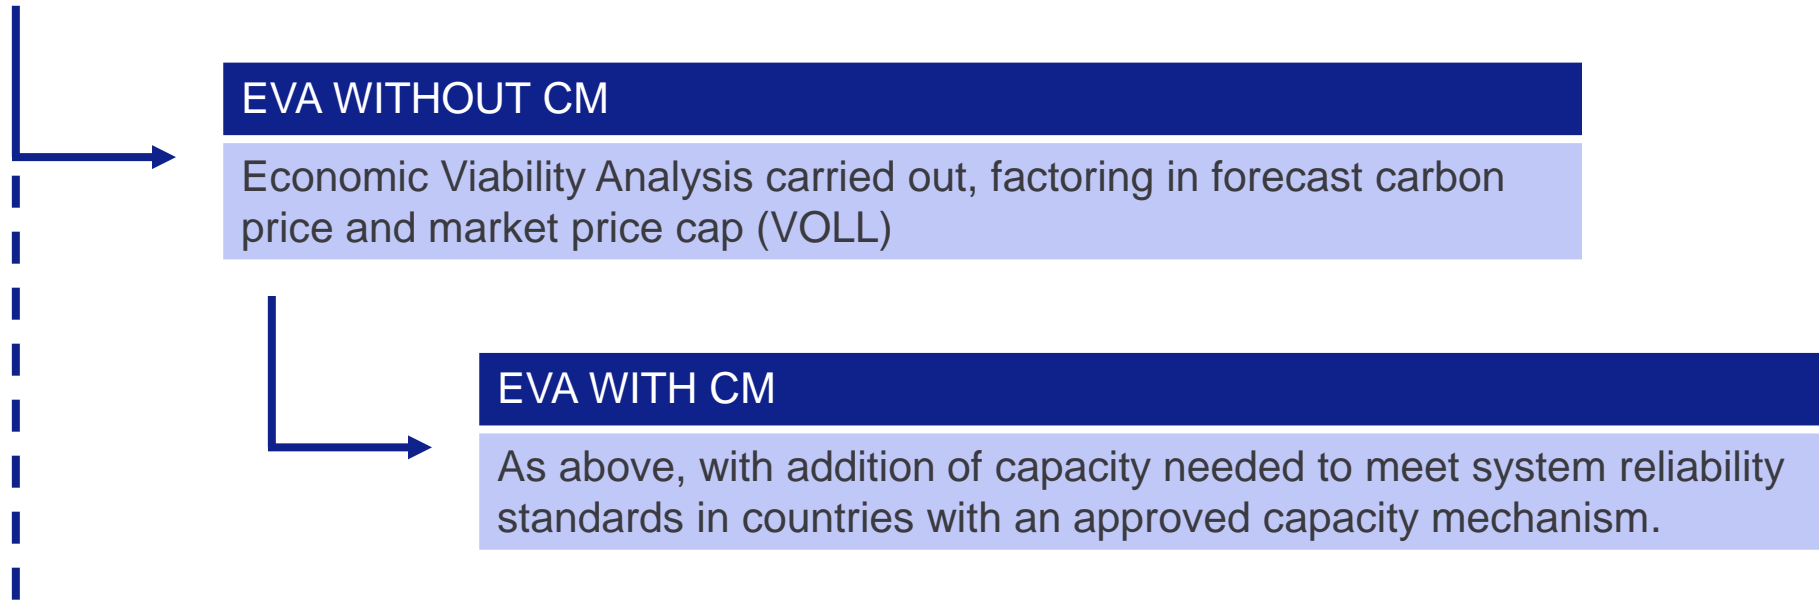 EVA WITHOUT CM
Economic Viability Analysis carried out, factoring in forecast carbon
price and market price cap (VOLL)
EVA WITH CM
As above, with addition of capacity needed to meet system reliability
standards in countries with an approved capacity mechanism.